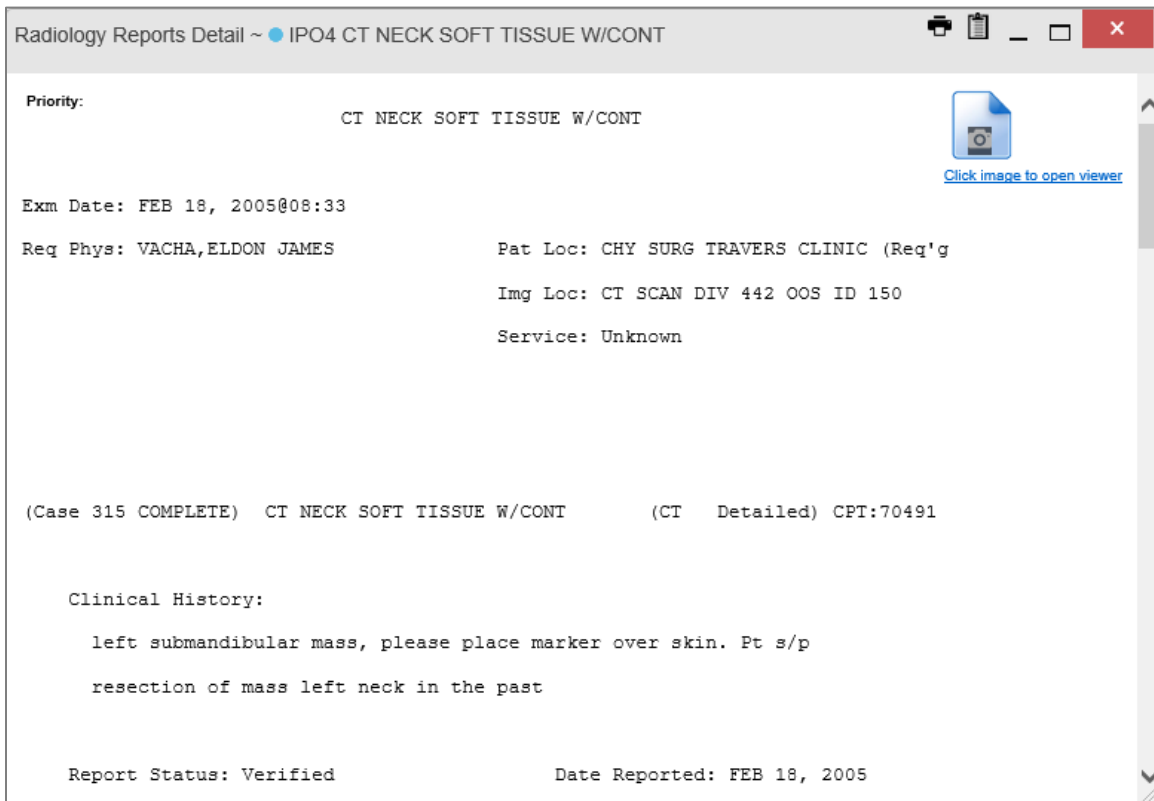 Radiology Reports Detail ~ IPO4 CT NECK SOFT TISSUE W/CONT
Priority:
CT NECK SOFT TISSUE W/CONT
Click image to open viewer
Exm Date: FEB 18, 2005@08:33
Req Phys: VACHA,ELDON JAMES Pat Loc: CHY SURG TRAVERS CLINIC (Req'g
Img Loc: CT SCAN DIV 442 OOS ID 150
Service: Unknown
(Case 315 COMPLETE) CT NECK SOFT TISSUE W/CONT (CT Detailed) CPT:70491
Clinical History:
left submandibular mass, please place marker over skin. Pt s/p
resection of mass left neck in the past
Report Status: Verified Date Reported: FEB 18, 2005